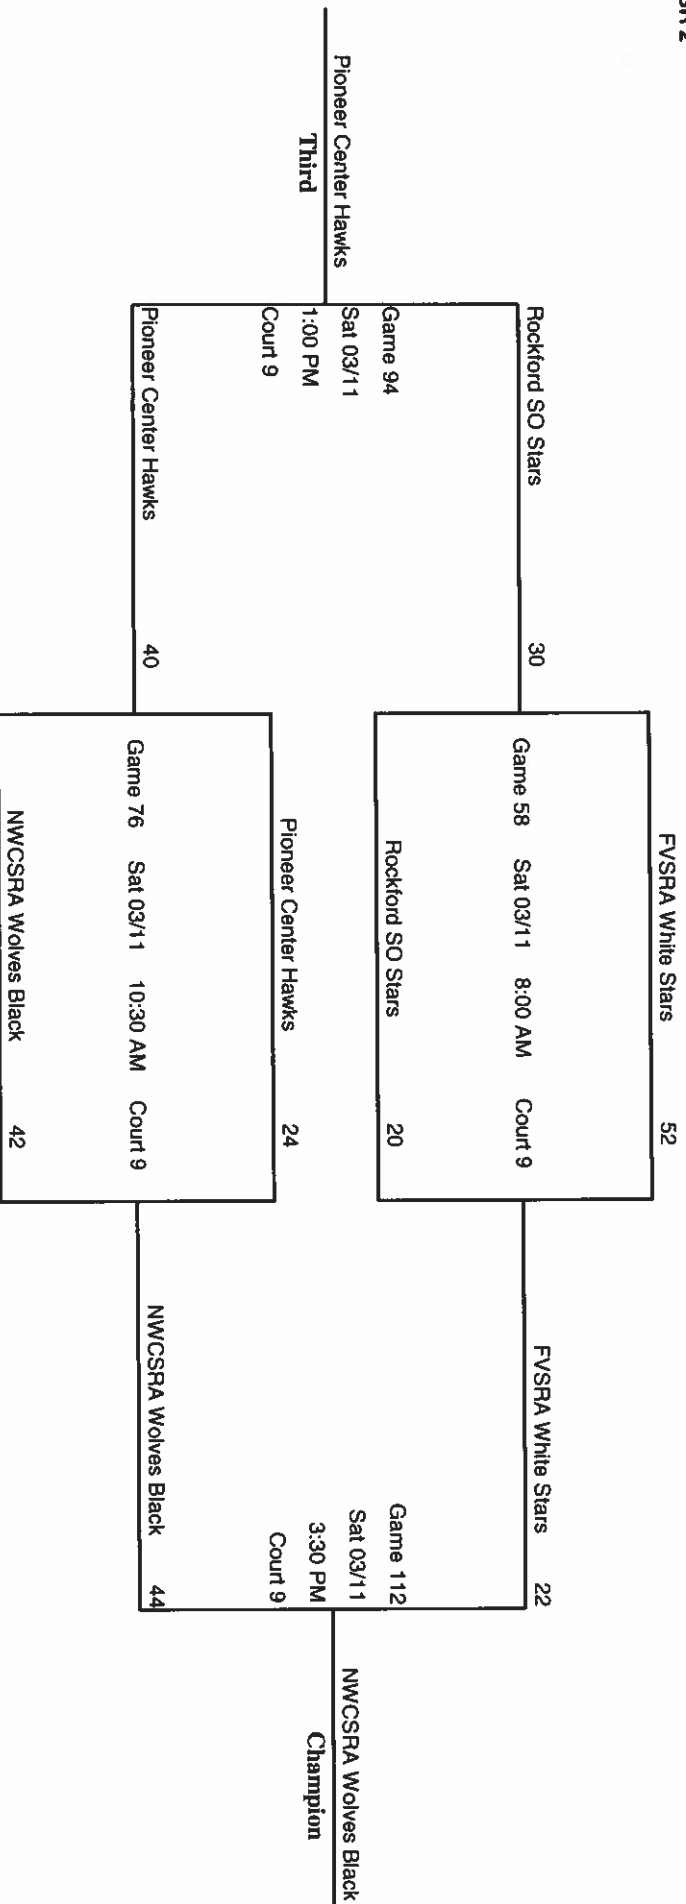 FVSRA White Stars 52
Rockford SO Stars 30
Game 58 Sat 03/11 8:00 AM Court 9
FVSRA White Stars 22
Rockford SO Stars 20
Pioneer Center Hawks
Third
Game 94
Sat 03/11
1:00 PM
Court 9
Game 112
Sat 03/11
3:30 PM
Court 9
NWCSRA Wolves Black
Champion
Pioneer Center Hawks 24
Pioneer Center Hawks 40
Game 76 Sat 03/11 10:30 AM Court 9
NWCSRA Wolves Black 44
NWCSRA Wolves Black 42